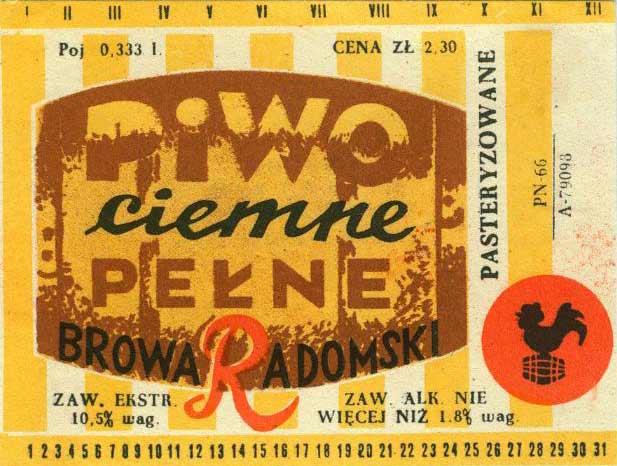 I II III IV V VI VII VIII IX X XI XII
Poj 0,333 l.
CENA ZŁ 2,30
PIWO
ciemne
PEŁNE
BROWAR RADOMSKI
ZAW. EKSTR.
10,5% wag.
ZAW. ALK. NIE
WIĘCEJ NIŻ 1.8% wag.
PASTERYZOWANE
PN-66
A-79098
1 2 3 4 5 6 7 8 9 10 11 12 13 14 15 16 17 18 19 20 21 22 23 24 25 26 27 28 29 30 31